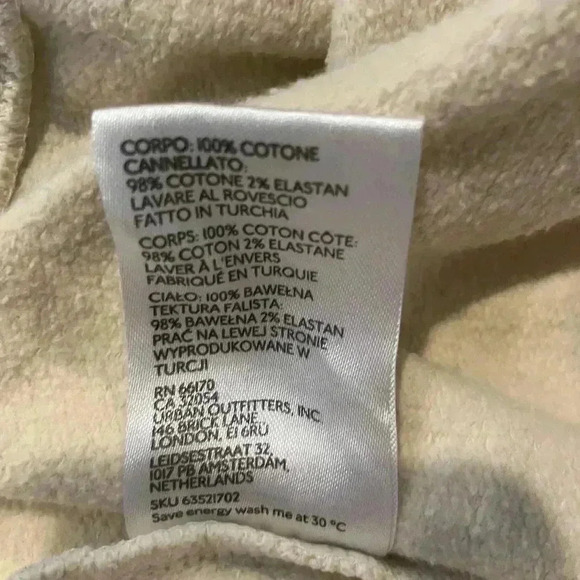 CORPO: 100% COTONE
CANNELLATO:
98% COTONE 2% ELASTAN
LAVARE AL ROVESCIO
FATTO IN TURCHIA
CORPS: 100% COTON CÔTE:
98% COTON 2% ELASTANE
LAVER À L'ENVERS
FABRIQUÉ EN TURQUIE
CIAŁO: 100% BAWEŁNA
TEKTURA FALISTA:
98% BAWEŁNA 2% ELASTAN
PRAĆ NA LEWEJ STRONIE
WYPRODUKOWANE W
TURCJI
RN 66170
CA 32054
URBAN OUTFITTERS, INC.
146 BRICK LANE,
LONDON, E1 6RU
LEIDSESTRAAT 32,
1017 PB AMSTERDAM,
NETHERLANDS
SKU 63521702
Save energy wash me at 30 °C